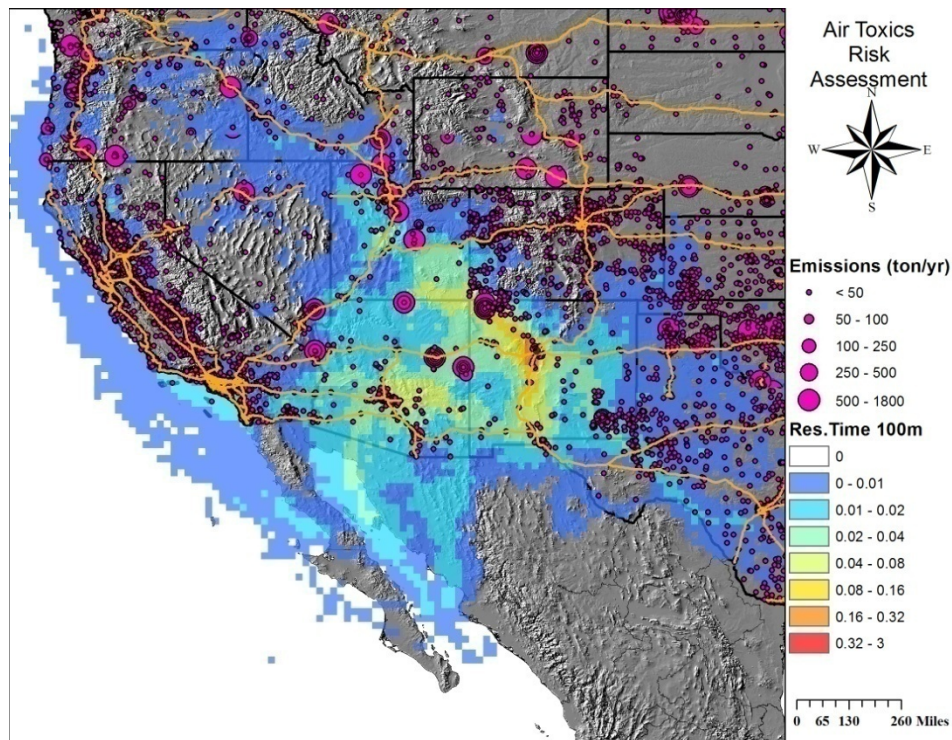 Air Toxics
Risk
Assessment
N
W E
S
Emissions (ton/yr)
< 50
50 - 100
100 - 250
250 - 500
500 - 1800
Res.Time 100m
0
0 - 0.01
0.01 - 0.02
0.02 - 0.04
0.04 - 0.08
0.08 - 0.16
0.16 - 0.32
0.32 - 3
0 65 130 260 Miles